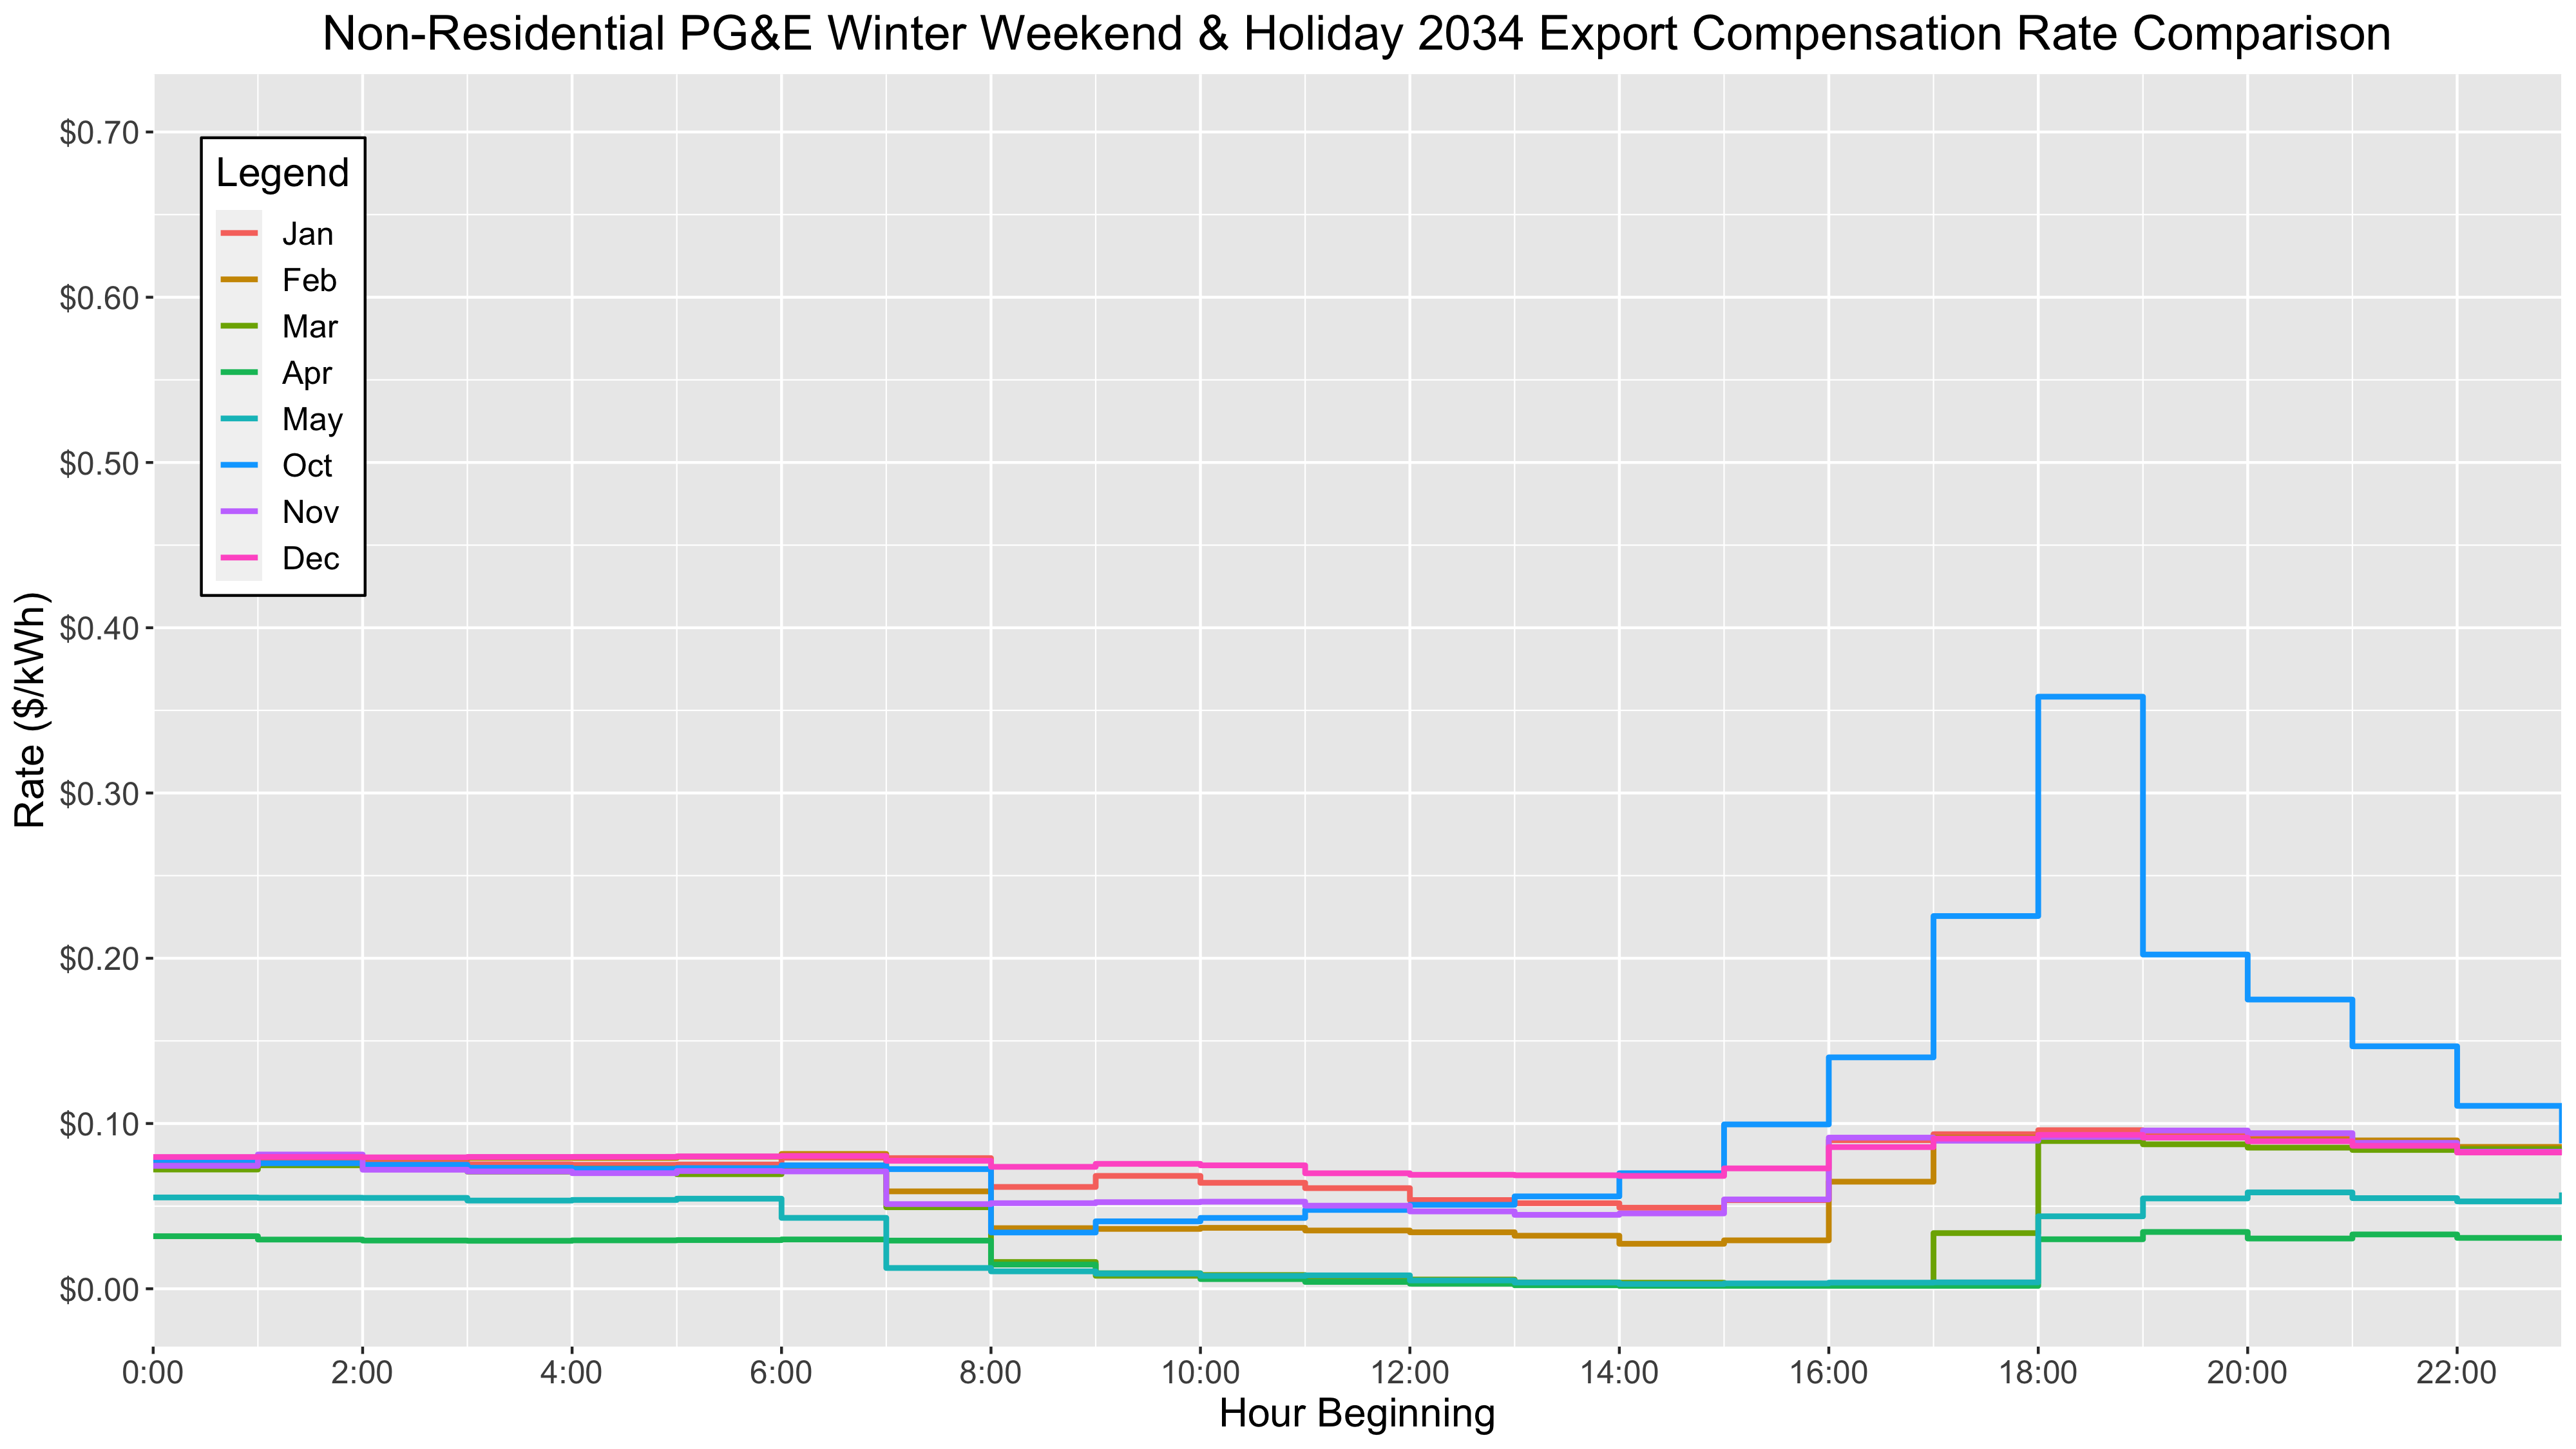 Non-Residential PG&E Winter Weekend & Holiday 2034 Export Compensation Rate Comparison
$0.70
$0.60
$0.50
$0.40
$0.30
$0.20
$0.10
$0.00
Rate ($/kWh)
Legend
Jan
Feb
Mar
Apr
May
Oct
Nov
Dec
0:00 2:00 4:00 6:00 8:00 10:00 12:00 14:00 16:00 18:00 20:00 22:00
Hour Beginning